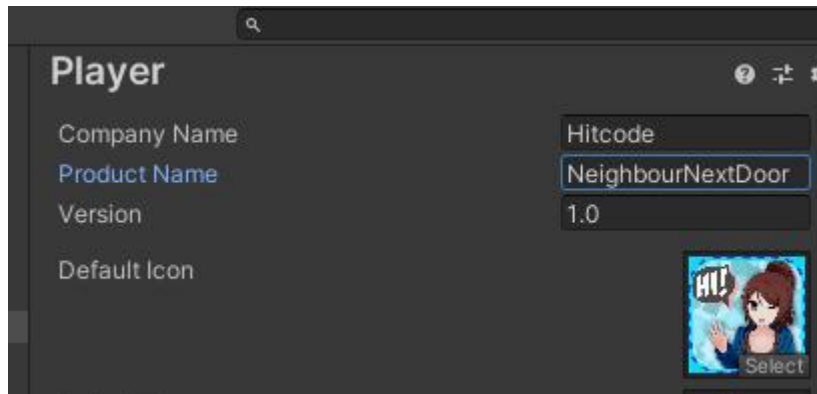 Player
Company Name Hitcode
Product Name NeighbourNextDoor
Version 1.0
Default Icon
HI!
Select